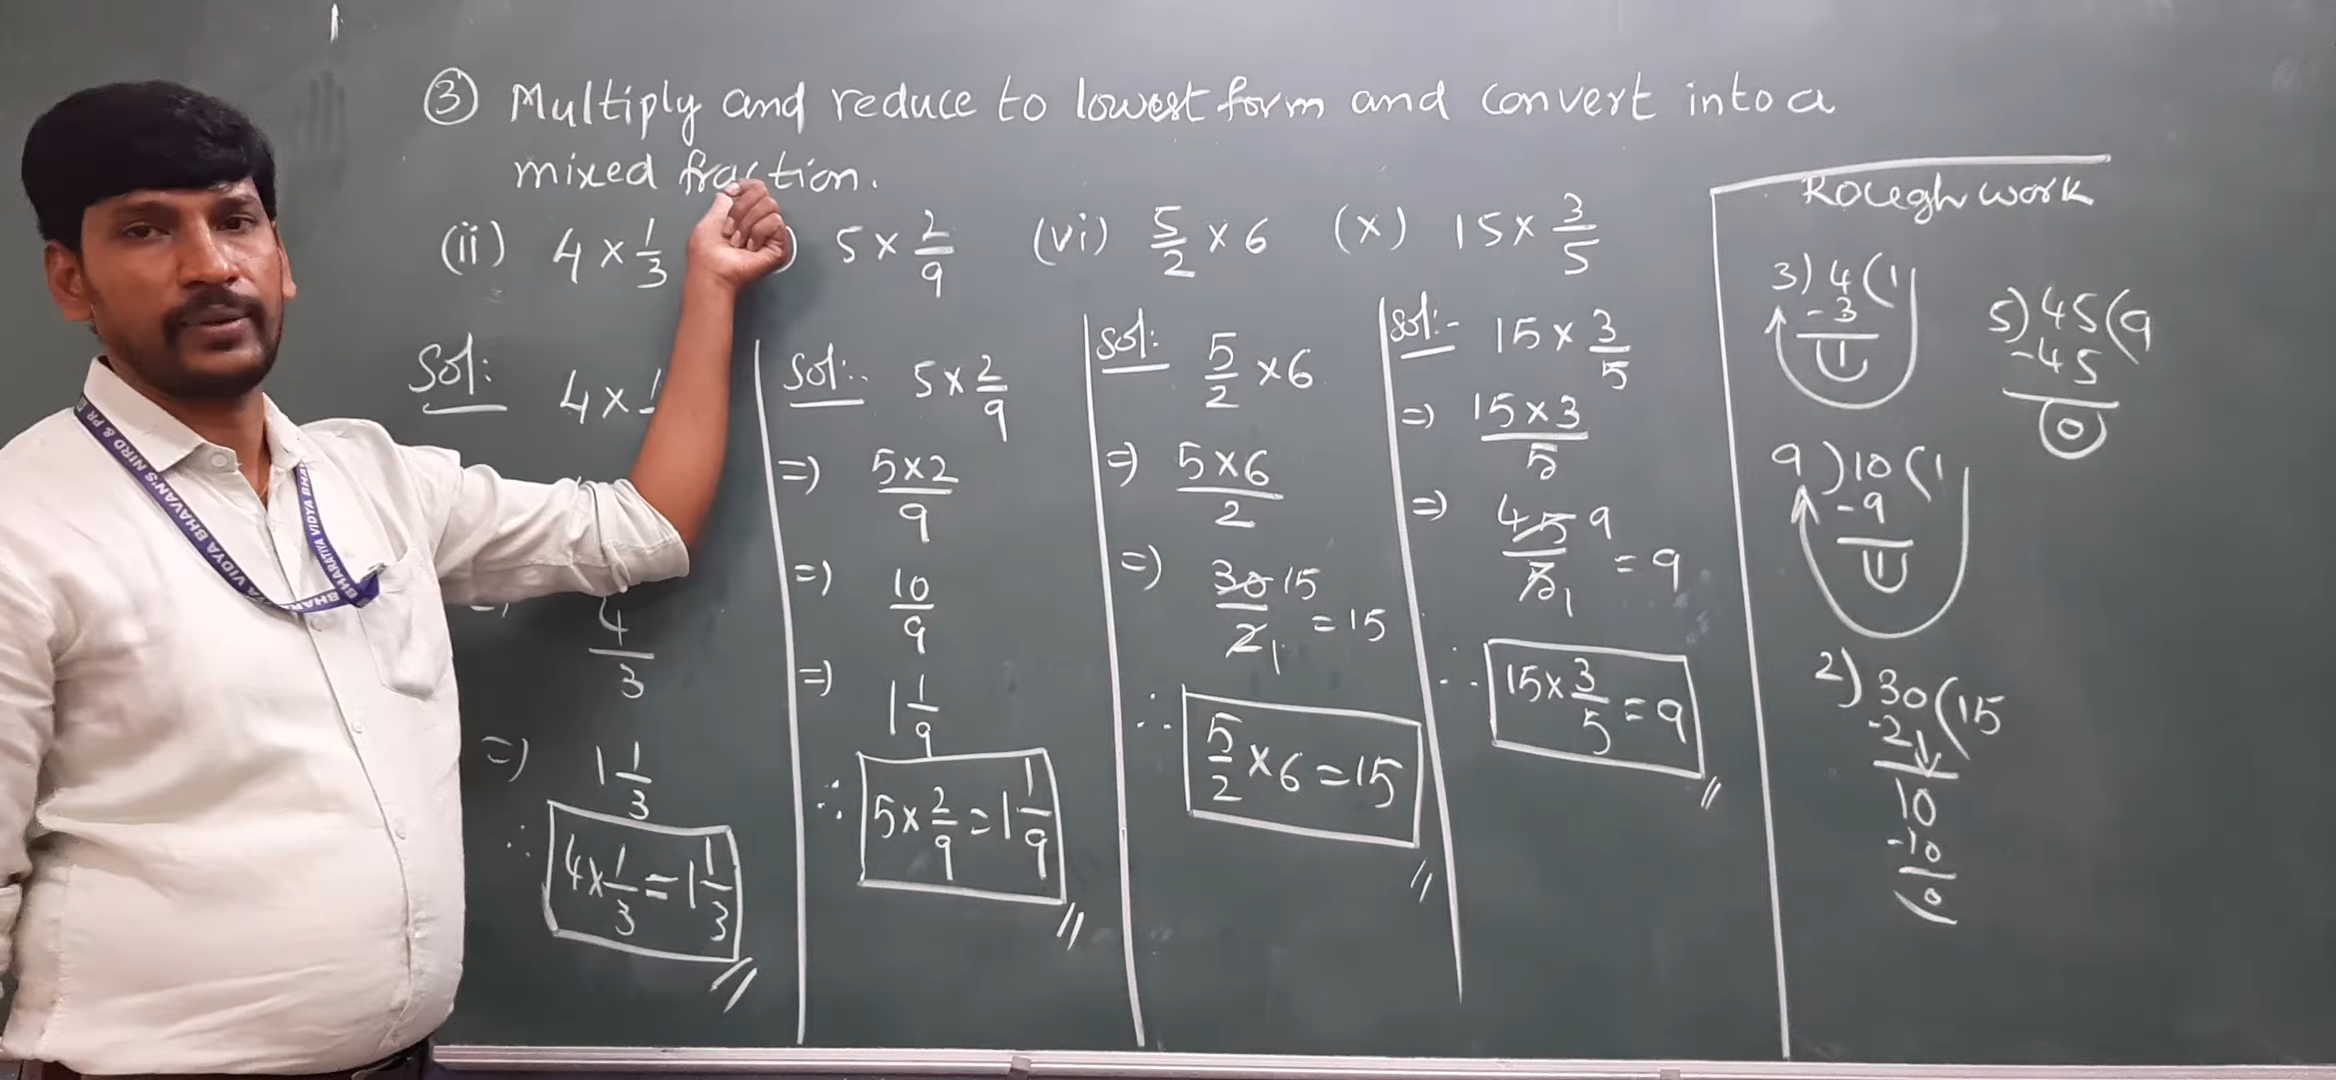 ③ Multiply and reduce to lowest form and convert into a
mixed fraction.
(ii) 4 × 1/3
) 5 × 2/9
(vi) 5/2 × 6
(x) 15 × 3/5
Sol:
4 × 1
4/3
=) 1 1/3
∴ 4 × 1/3 = 1 1/3 //
Sol:-
5 × 2/9
=) 5×2/9
=) 10/9
=) 1 1/9
∴ 5 × 2/9 = 1 1/9 //
Sol:
5/2 × 6
=) 5×6/2
=) 30 15/2 1 = 15
∴ 5/2 × 6 = 15 //
Sol:-
15 × 3/5
=) 15×3/5
=) 45 9/5 1 = 9
∴ 15 × 3/5 = 9 //
Rough work
3) 4 (1
-3
1
5) 45 (9
-45
0
9) 10 (1
-9
1
2) 30 (15
-2↓
10
-10
0
BHAVAN'S NIRD & PR
VIDYA BHAVAN'S
BHARATIYA VIDYA BHA